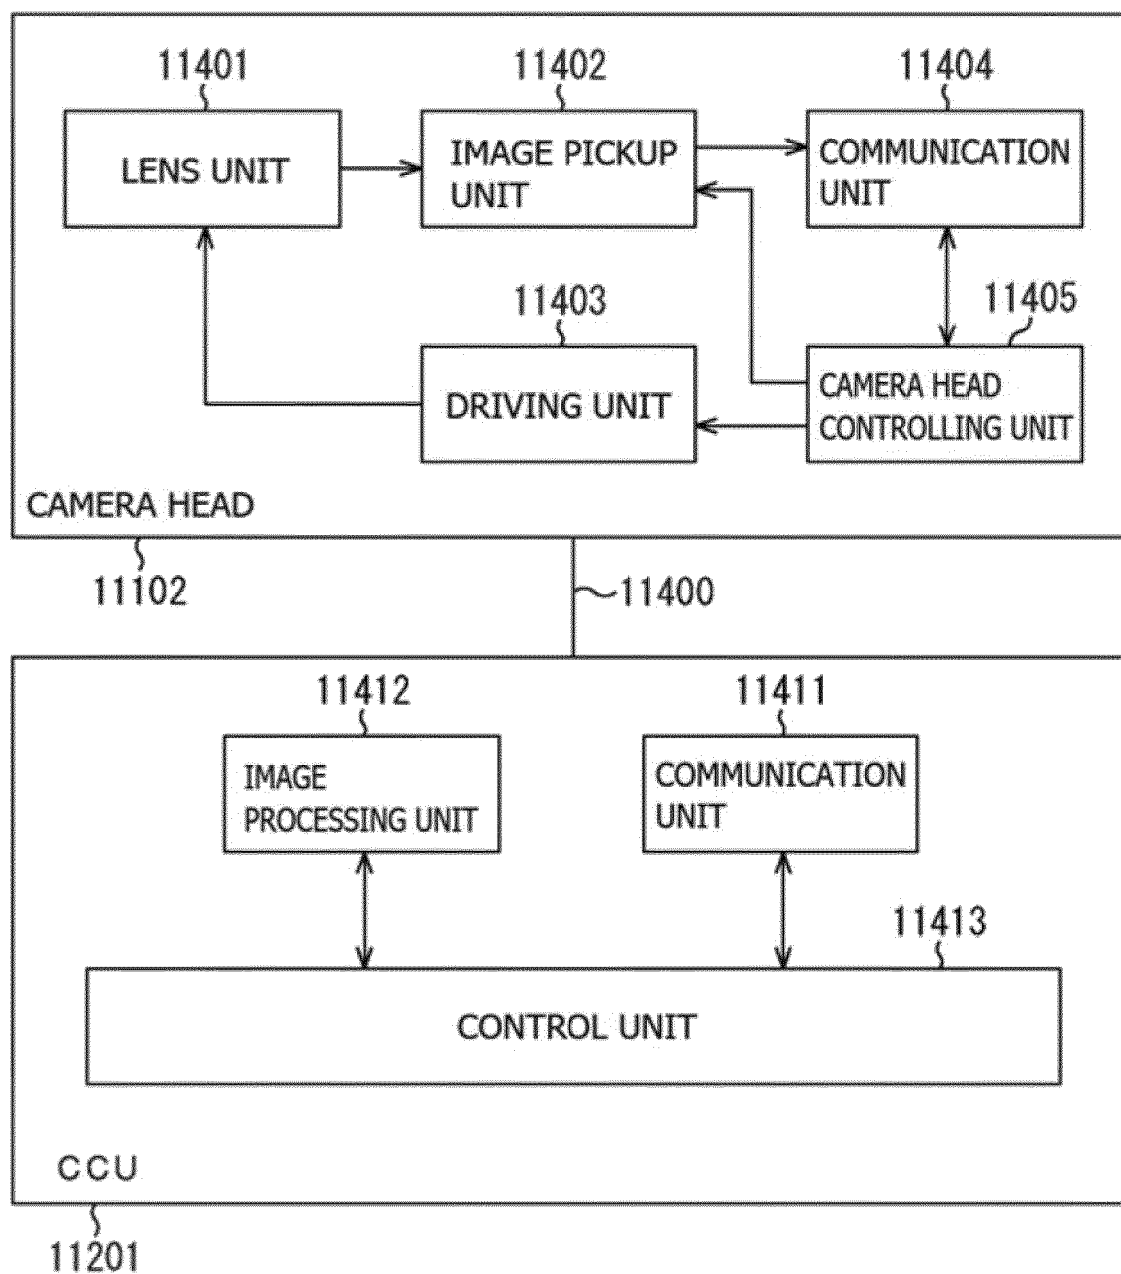 11401
11402
11404
LENS UNIT
IMAGE PICKUP
UNIT
COMMUNICATION
UNIT
11403
11405
DRIVING UNIT
CAMERA HEAD
CONTROLLING UNIT
CAMERA HEAD
11102
11400
11412
11411
IMAGE
PROCESSING UNIT
COMMUNICATION
UNIT
11413
CONTROL UNIT
CCU
11201